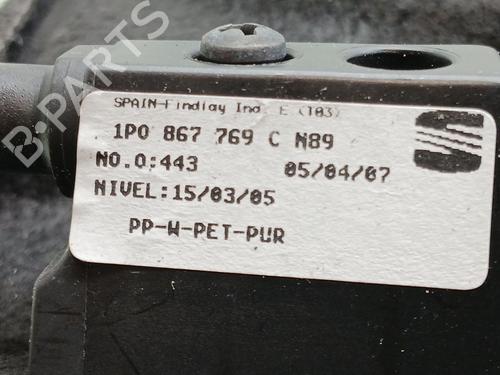 B-PARTS
SPAIN-Findlay Ind. E (103)
1P0 867 769 C N89
NO.O:443 05/04/07
NIVEL:15/03/05
PP-W-PET-PUR